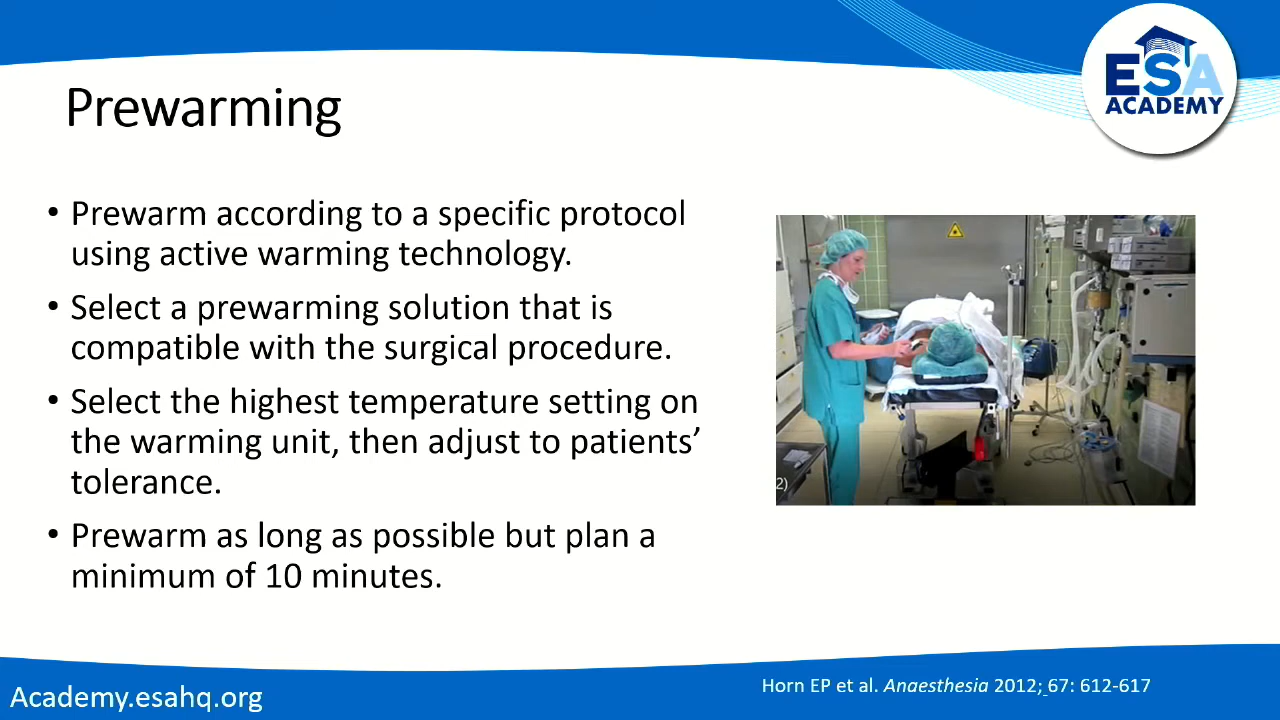 ESA
ACADEMY
Prewarming
• Prewarm according to a specific protocol
using active warming technology.
• Select a prewarming solution that is
compatible with the surgical procedure.
• Select the highest temperature setting on
the warming unit, then adjust to patients’
tolerance.
• Prewarm as long as possible but plan a
minimum of 10 minutes.
2)
Academy.esahq.org
Horn EP et al. Anaesthesia 2012; 67: 612-617